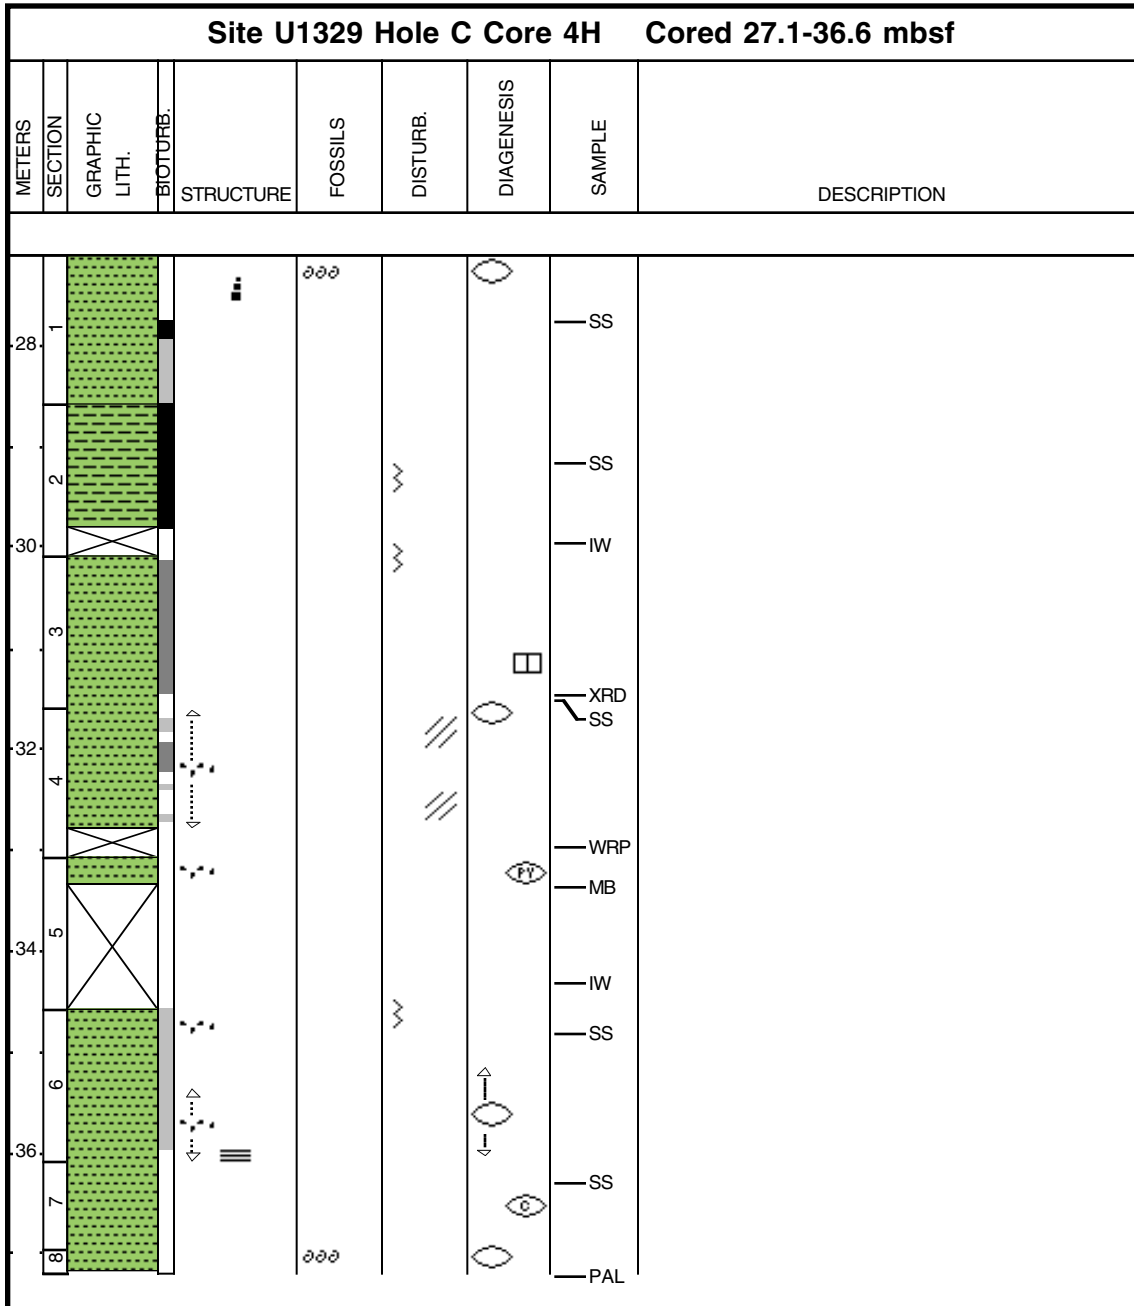 Site U1329 Hole C Core 4H Cored 27.1-36.6 mbsf
METERS
SECTION
GRAPHIC
LITH.
BIOTURB.
STRUCTURE
FOSSILS
DISTURB.
DIAGENESIS
SAMPLE
DESCRIPTION
1
SS
28
2
SS
30
IW
3
XRD
SS
32
4
WRP
PY
MB
5
34
IW
SS
6
36
SS
7
C
8
PAL